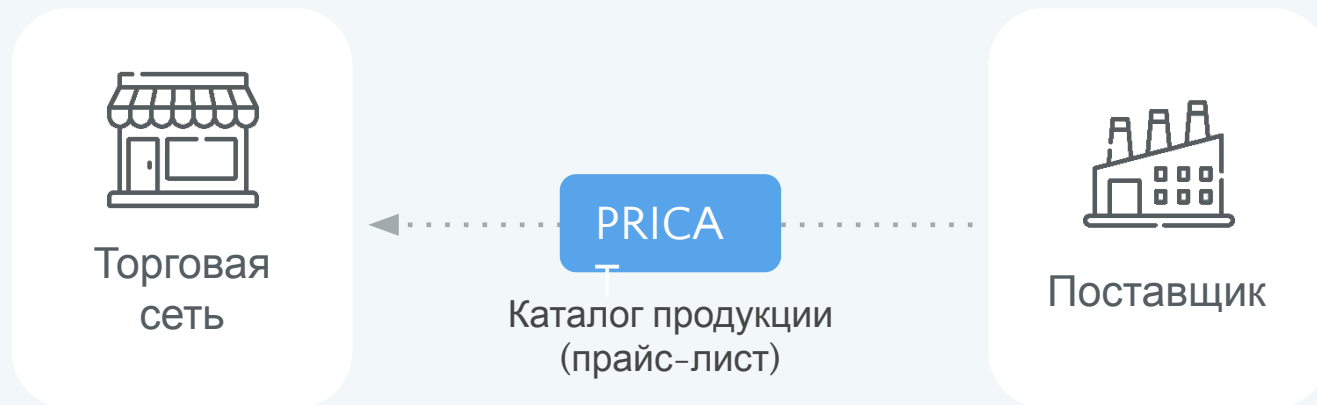 Торговая
сеть
PRICA
T
Каталог продукции
(прайс-лист)
Поставщик